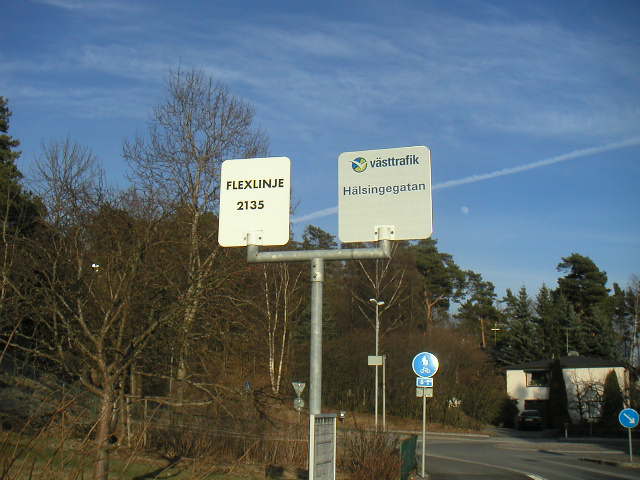 FLEXLINJE
2135
västtrafik
Hälsingegatan